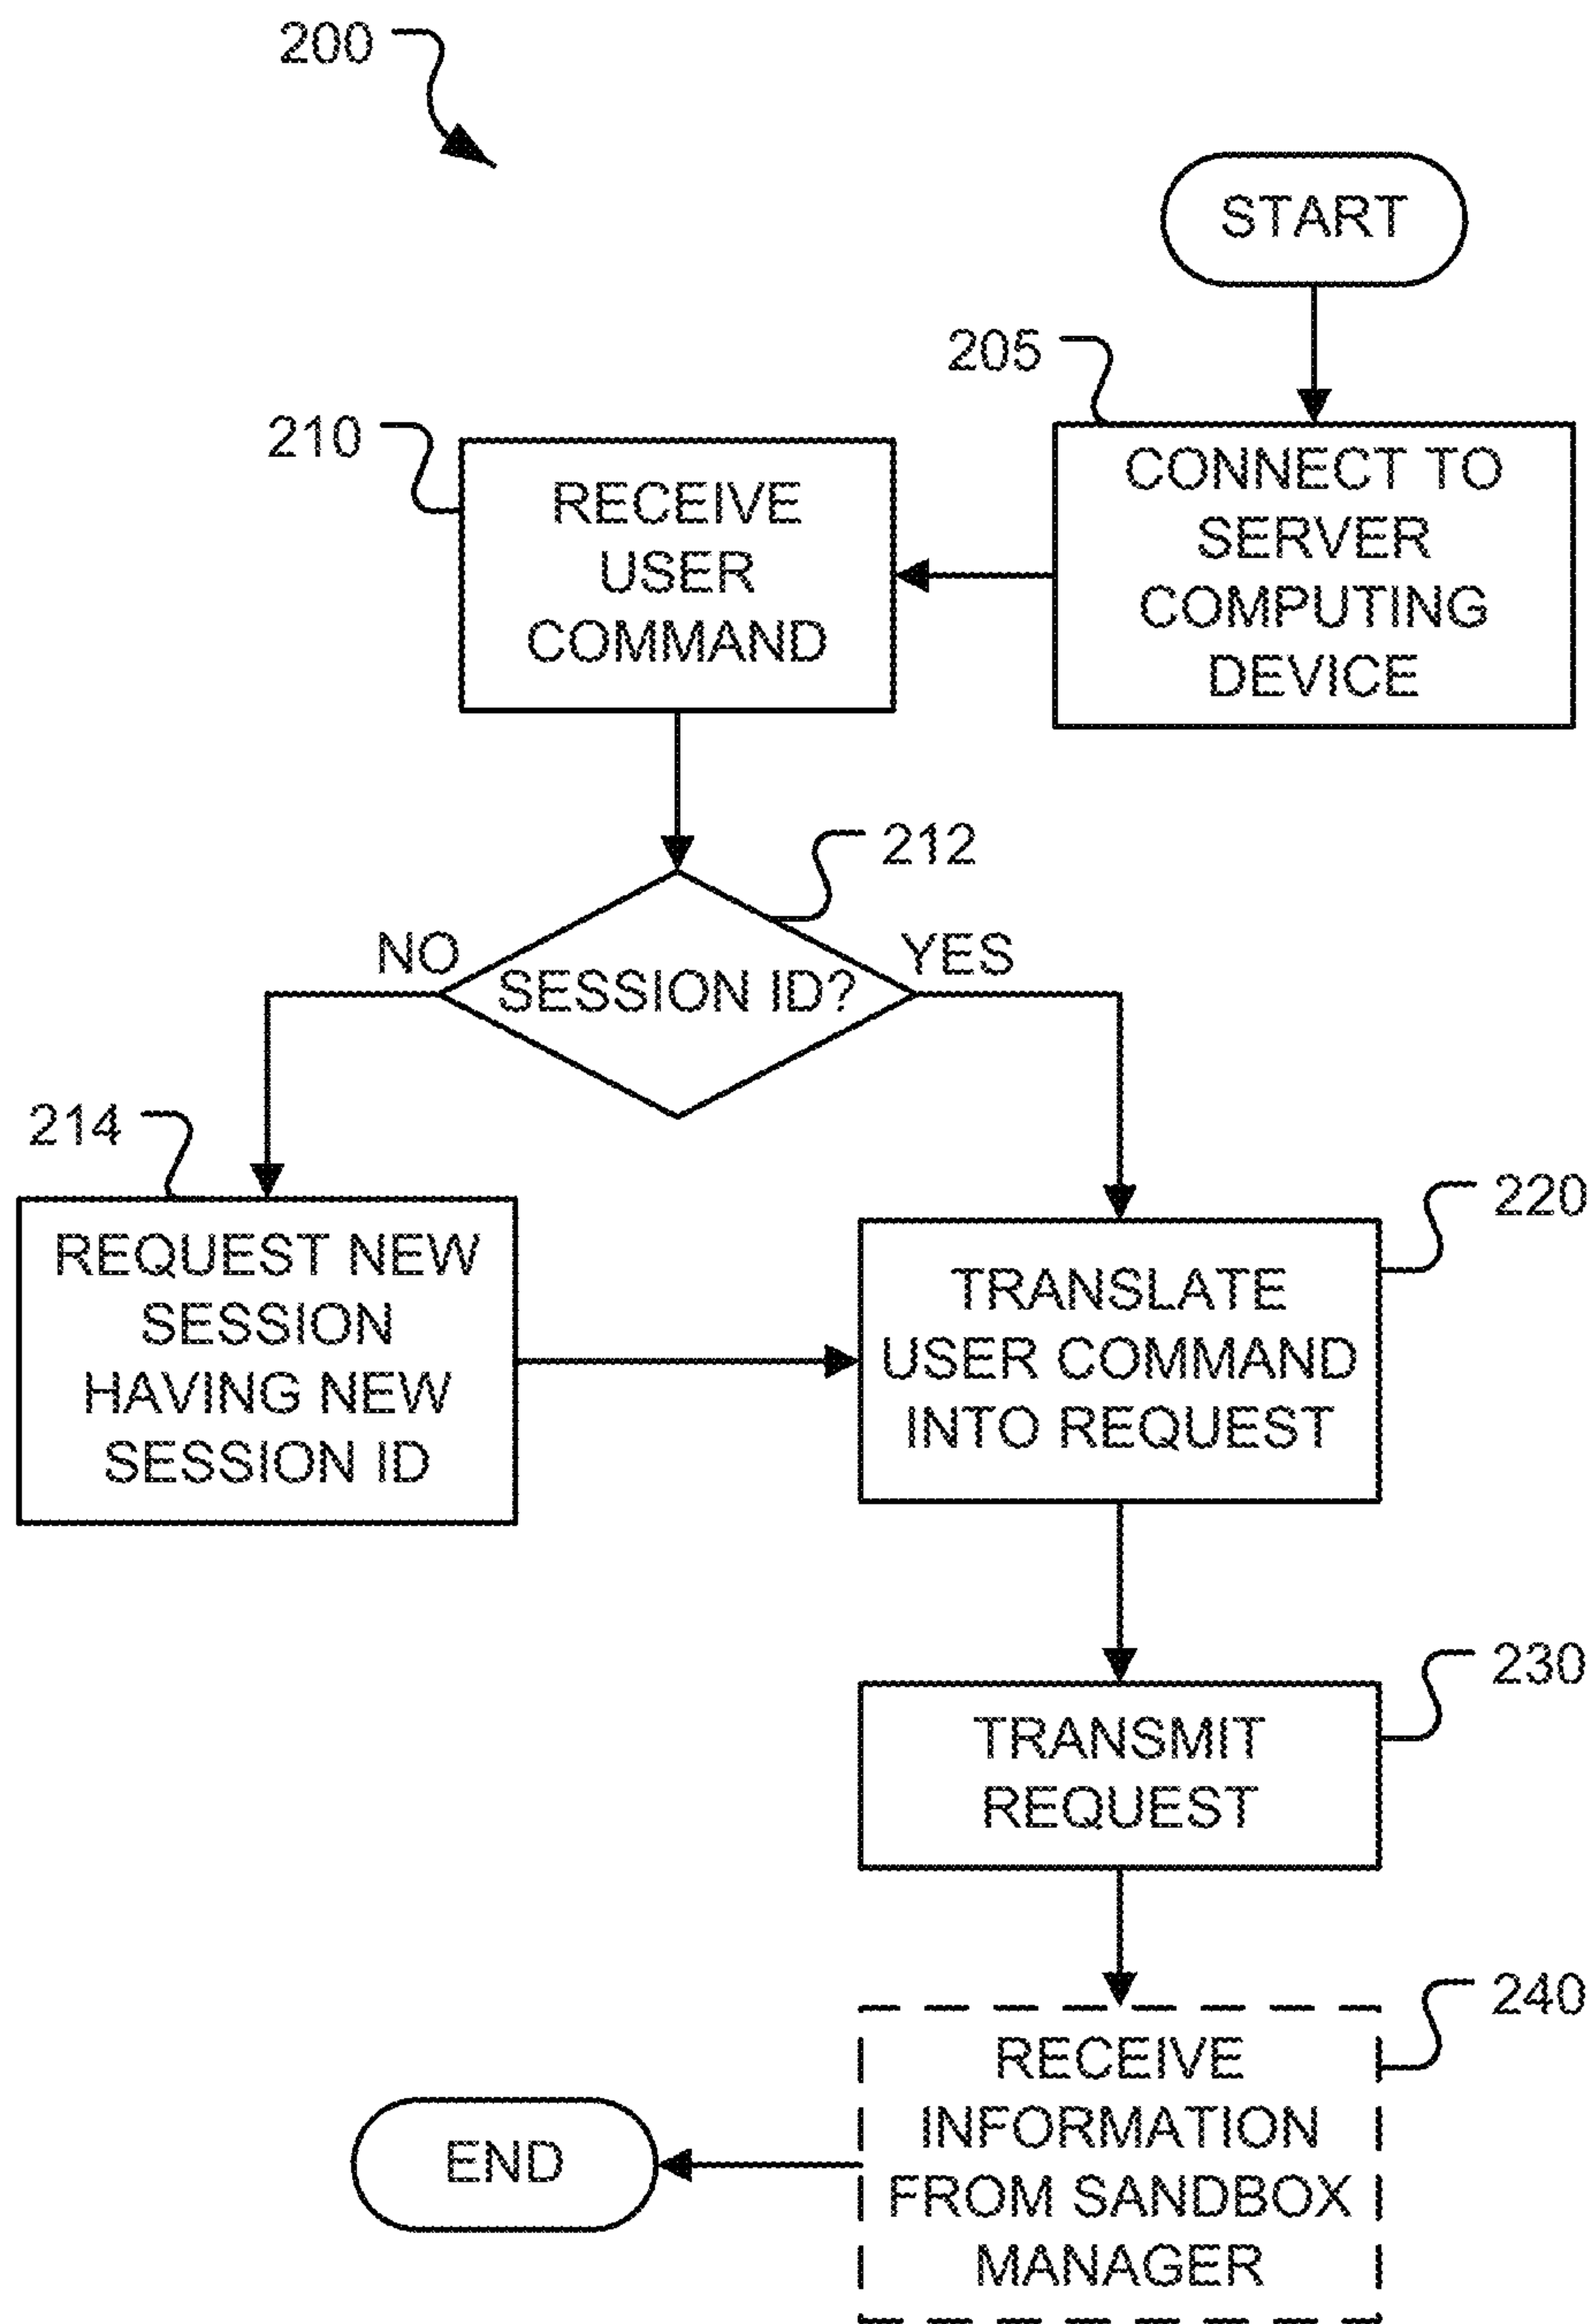 200
START
205
CONNECT TO
SERVER
COMPUTING
DEVICE
210
RECEIVE
USER
COMMAND
212
NO
SESSION ID?
YES
214
REQUEST NEW
SESSION
HAVING NEW
SESSION ID
220
TRANSLATE
USER COMMAND
INTO REQUEST
230
TRANSMIT
REQUEST
240
RECEIVE
INFORMATION
FROM SANDBOX
MANAGER
END